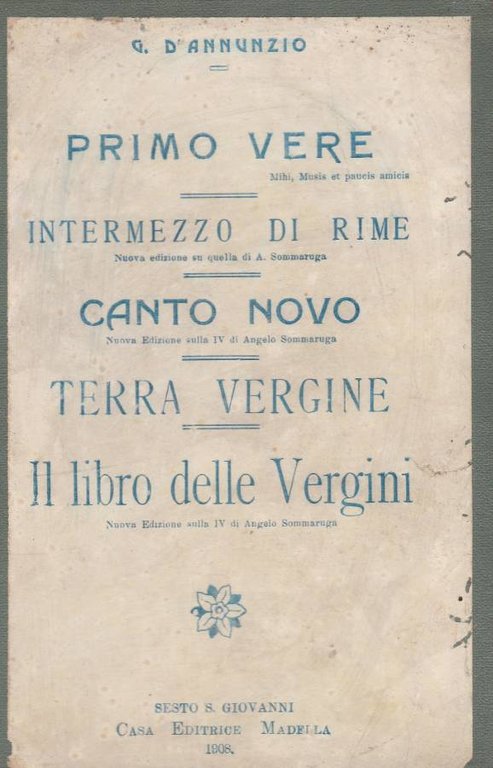 G. D'ANNUNZIO
PRIMO VERE
Mihi, Musis et paucis amicis
INTERMEZZO DI RIME
Nuova edizione su quella di A. Sommaruga
CANTO NOVO
Nuova Edizione sulla IV di Angelo Sommaruga
TERRA VERGINE
Il libro delle Vergini
Nuova Edizione sulla IV di Angelo Sommaruga
SESTO S. GIOVANNI
CASA EDITRICE MADELLA
1908.